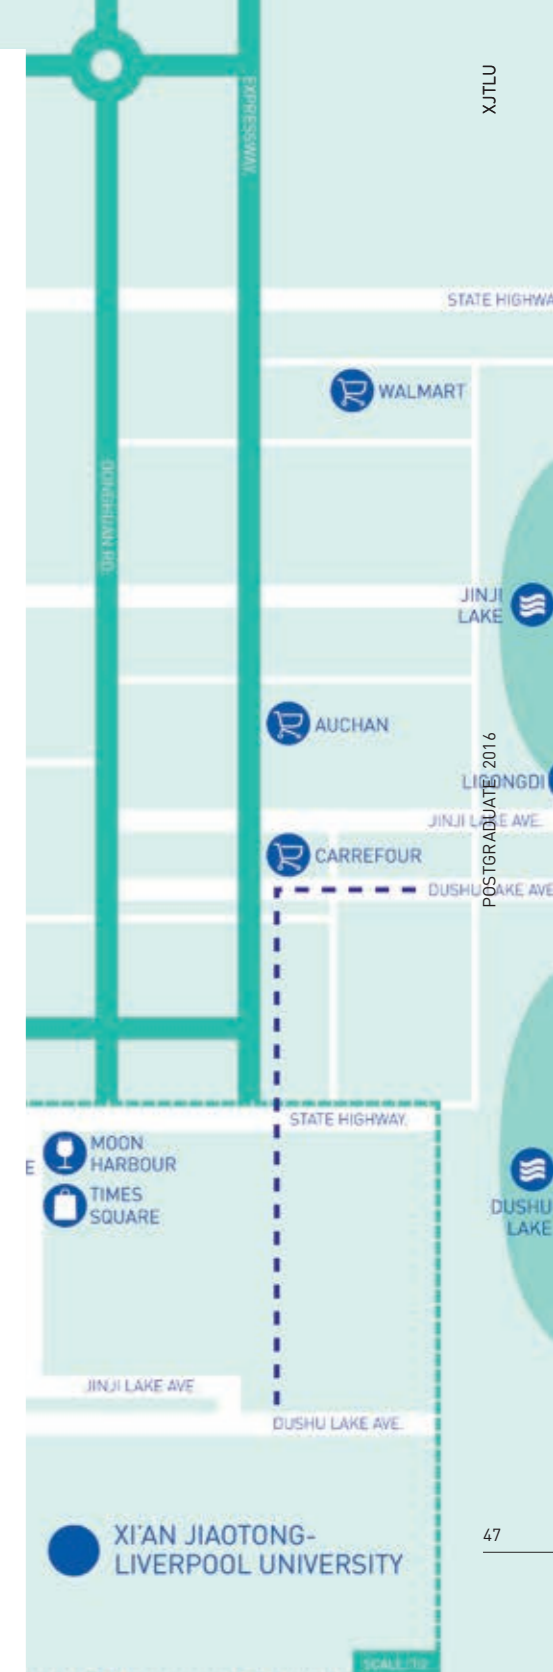 XJTLU
EXPRESSWAY.
STATE HIGHWA
WALMART
DONGHUAN RD.
JINJI
LAKE
AUCHAN
POSTGRADUATE 2016
LIGONGDI
JINJI LAKE AVE.
CARREFOUR
DUSHU LAKE AVE
STATE HIGHWAY.
MOON
HARBOUR
E
TIMES
SQUARE
DUSHU
LAKE
JINJI LAKE AVE
DUSHU LAKE AVE.
XI'AN JIAOTONG-
LIVERPOOL UNIVERSITY
47